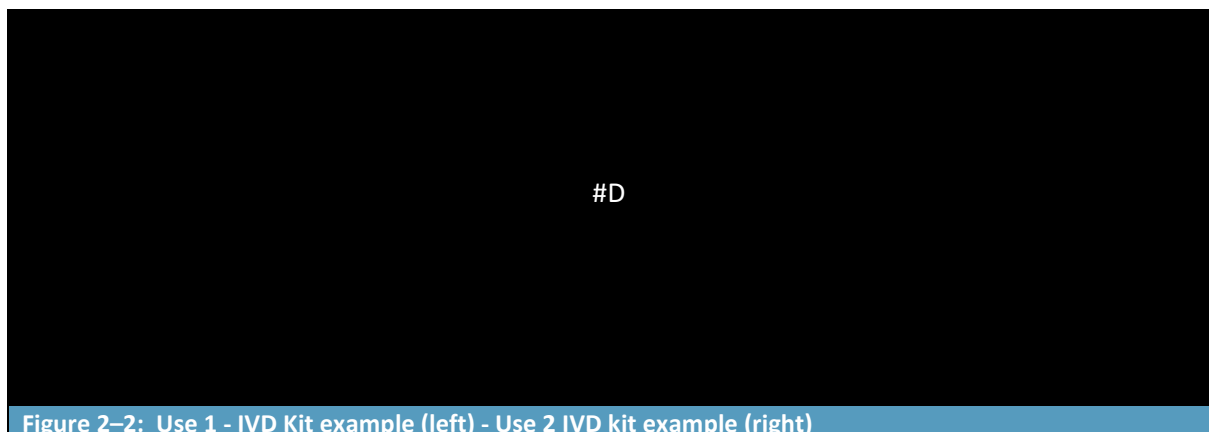 #D
Figure 2–2: Use 1 - IVD Kit example (left) - Use 2 IVD kit example (right)